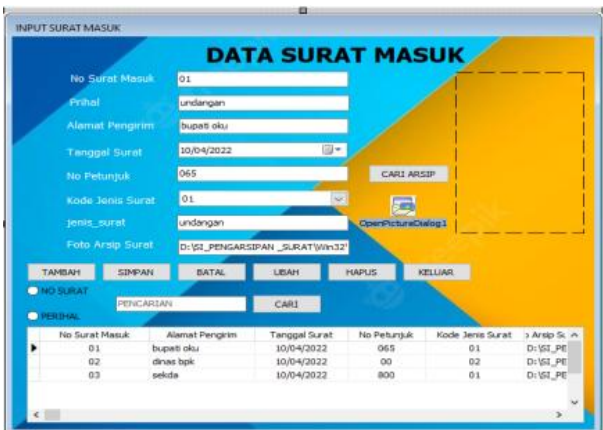 INPUT SURAT MASUK
DATA SURAT MASUK
No Surat Masuk 01
Prihal undangan
Alamat Pengirim bupati oku
Tanggal Surat 10/04/2022
No Petunjuk 065 CARI ARSIP
Kode Jenis Surat 01
jenis_surat undangan OpenPictureDialog1
Foto Arsip Surat D:\SI_PENGARSIPAN _SURAT\Win32'
TAMBAH SIMPAN BATAL UBAH HAPUS KELUAR
NO SURAT
PENCARIAN CARI
PERIHAL
No Surat Masuk Alamat Pengirim Tanggal Surat No Petunjuk Kode Jenis Surat Arsip
01 bupati oku 10/04/2022 065 01 D:\SI_PE
02 dinas bpk 10/04/2022 00 02 D:\SI_PE
03 sekda 10/04/2022 800 01 D:\SI_PE